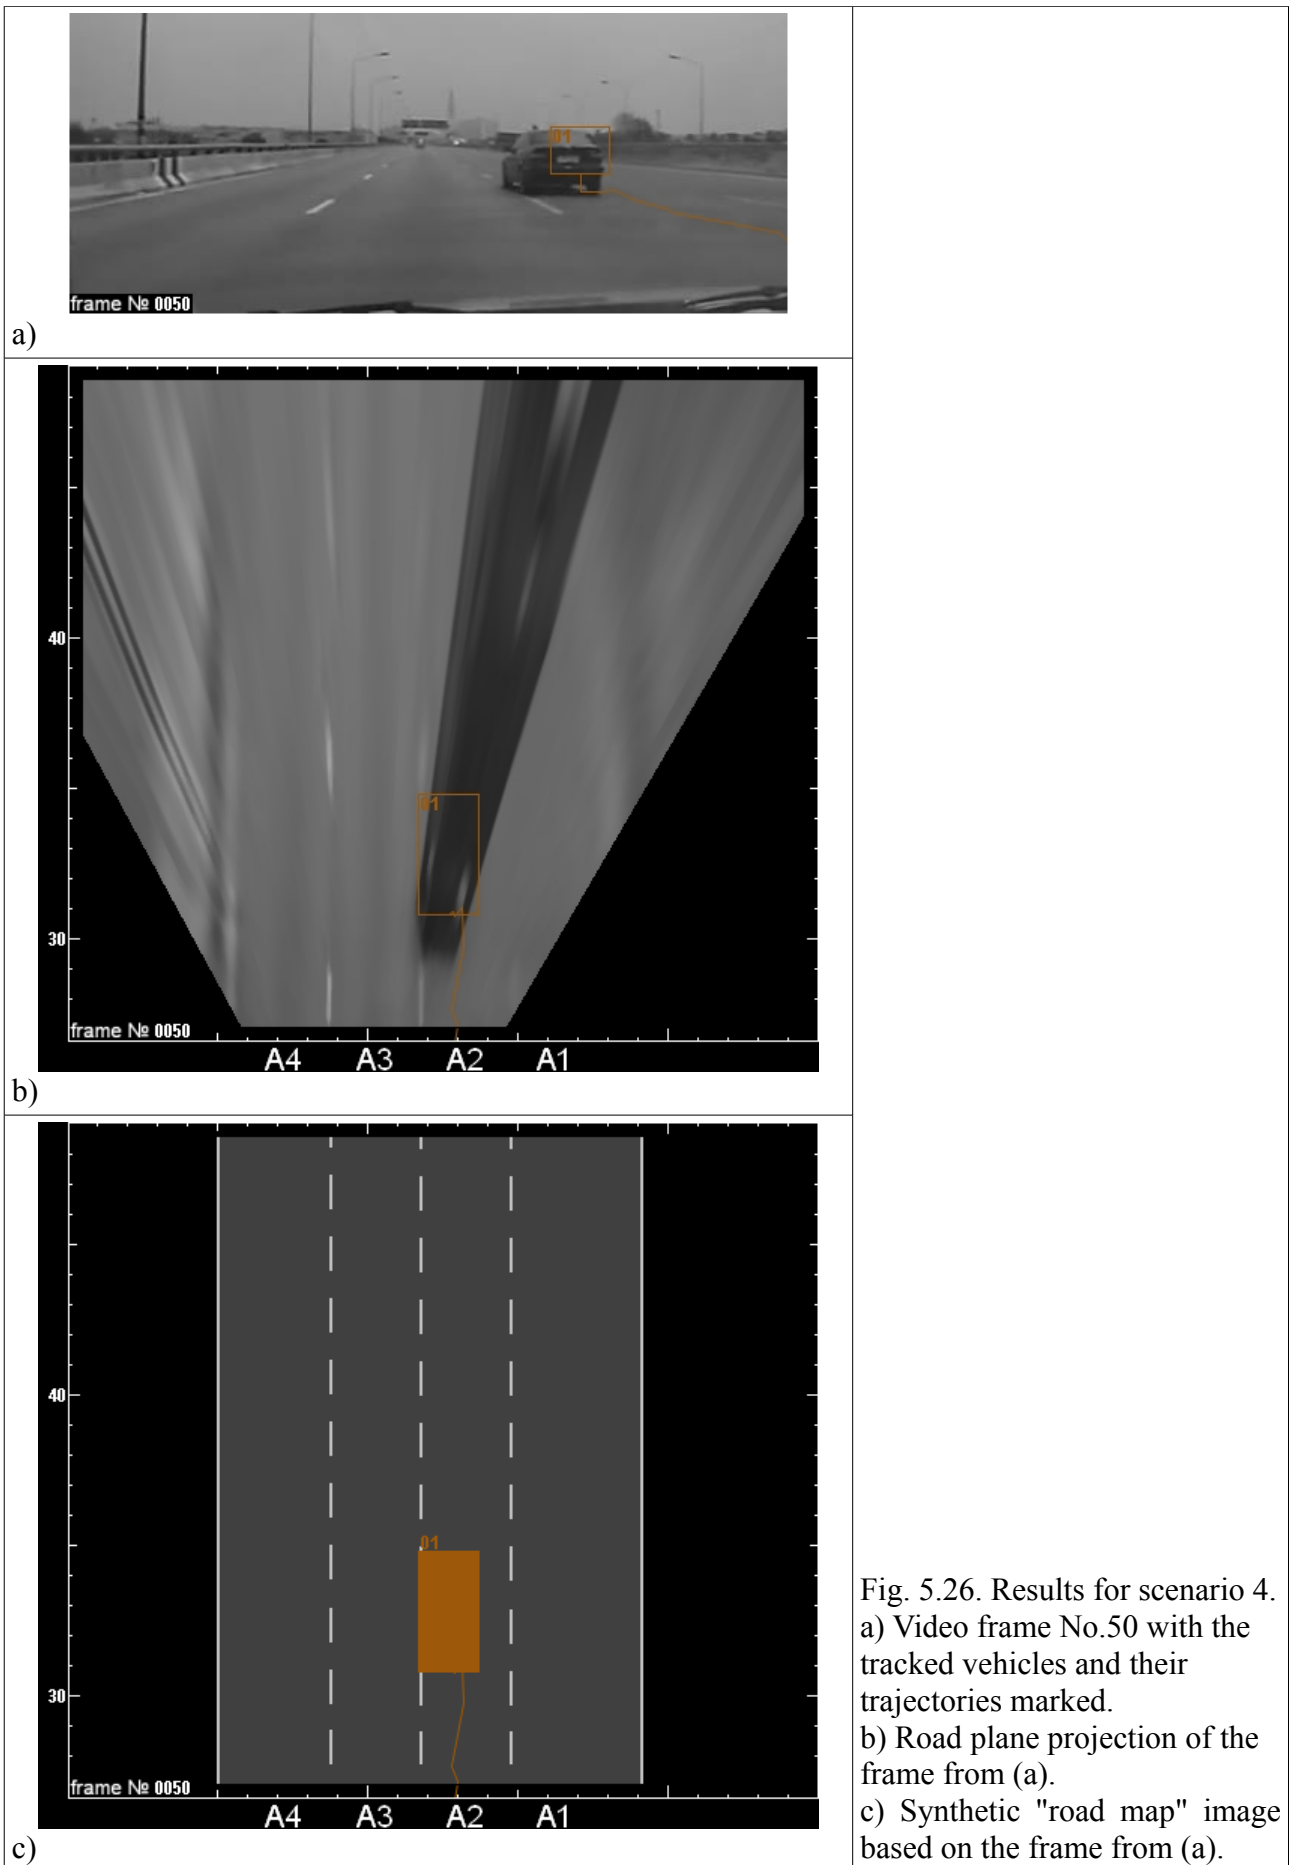 01
frame № 0050
a)
01
40
30
frame № 0050
A4 A3 A2 A1
b)
40
01
30
frame № 0050
A4 A3 A2 A1
c)
Fig. 5.26. Results for scenario 4.
a) Video frame No.50 with the
tracked vehicles and their
trajectories marked.
b) Road plane projection of the
frame from (a).
c) Synthetic "road map" image
based on the frame from (a).